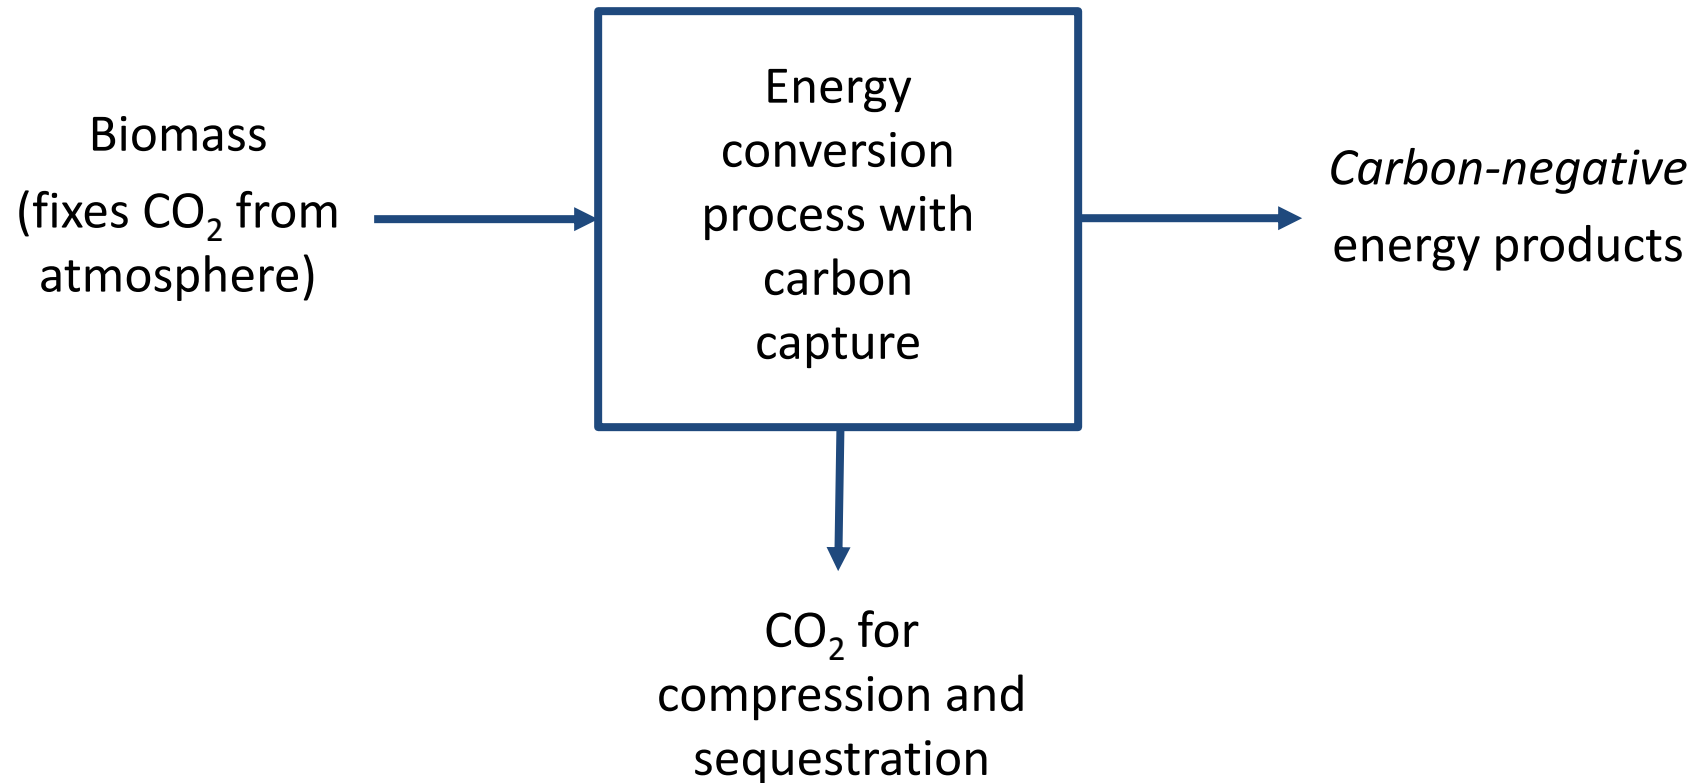 Biomass
(fixes CO₂ from
atmosphere)
Energy
conversion
process with
carbon
capture
Carbon-negative
energy products
CO₂ for
compression and
sequestration